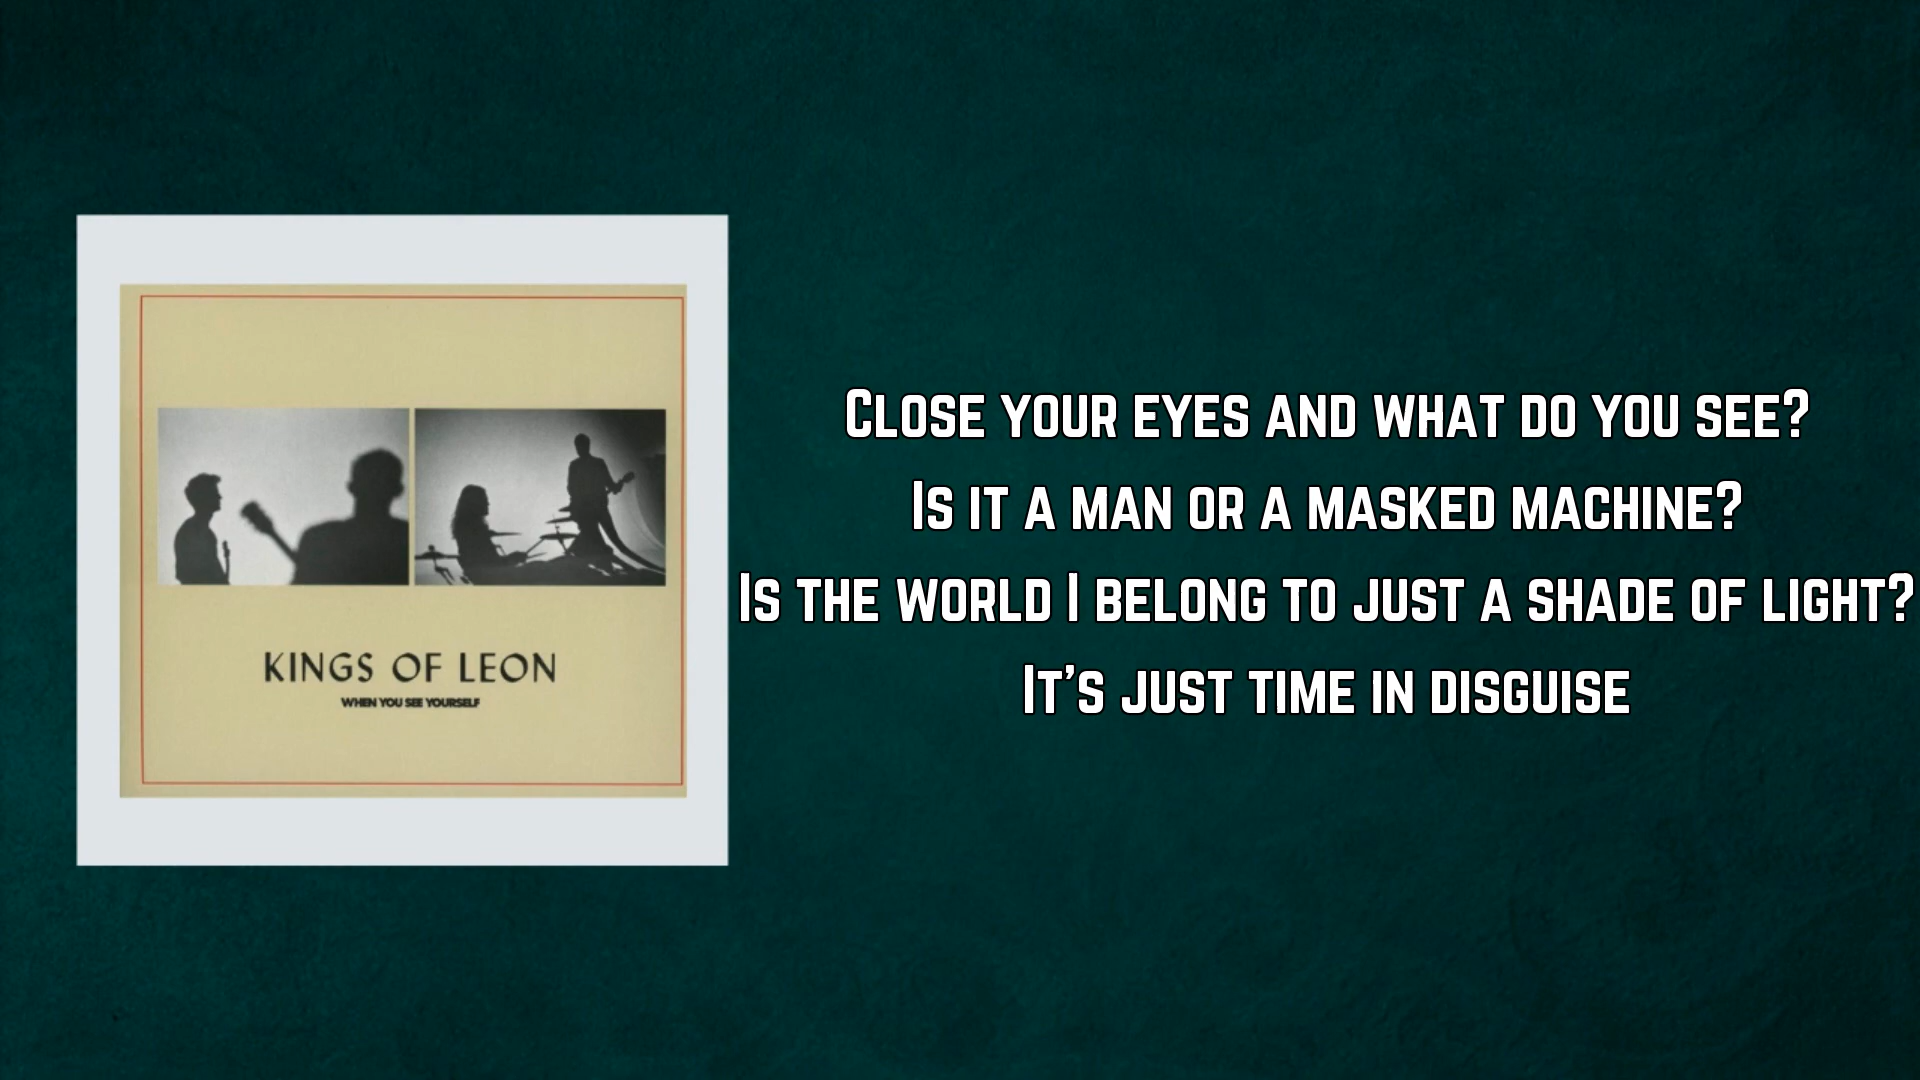 KINGS OF LEON
WHEN YOU SEE YOURSELF
Close your eyes and what do you see?
Is it a man or a masked machine?
Is the world I belong to just a shade of light?
It's just time in disguise